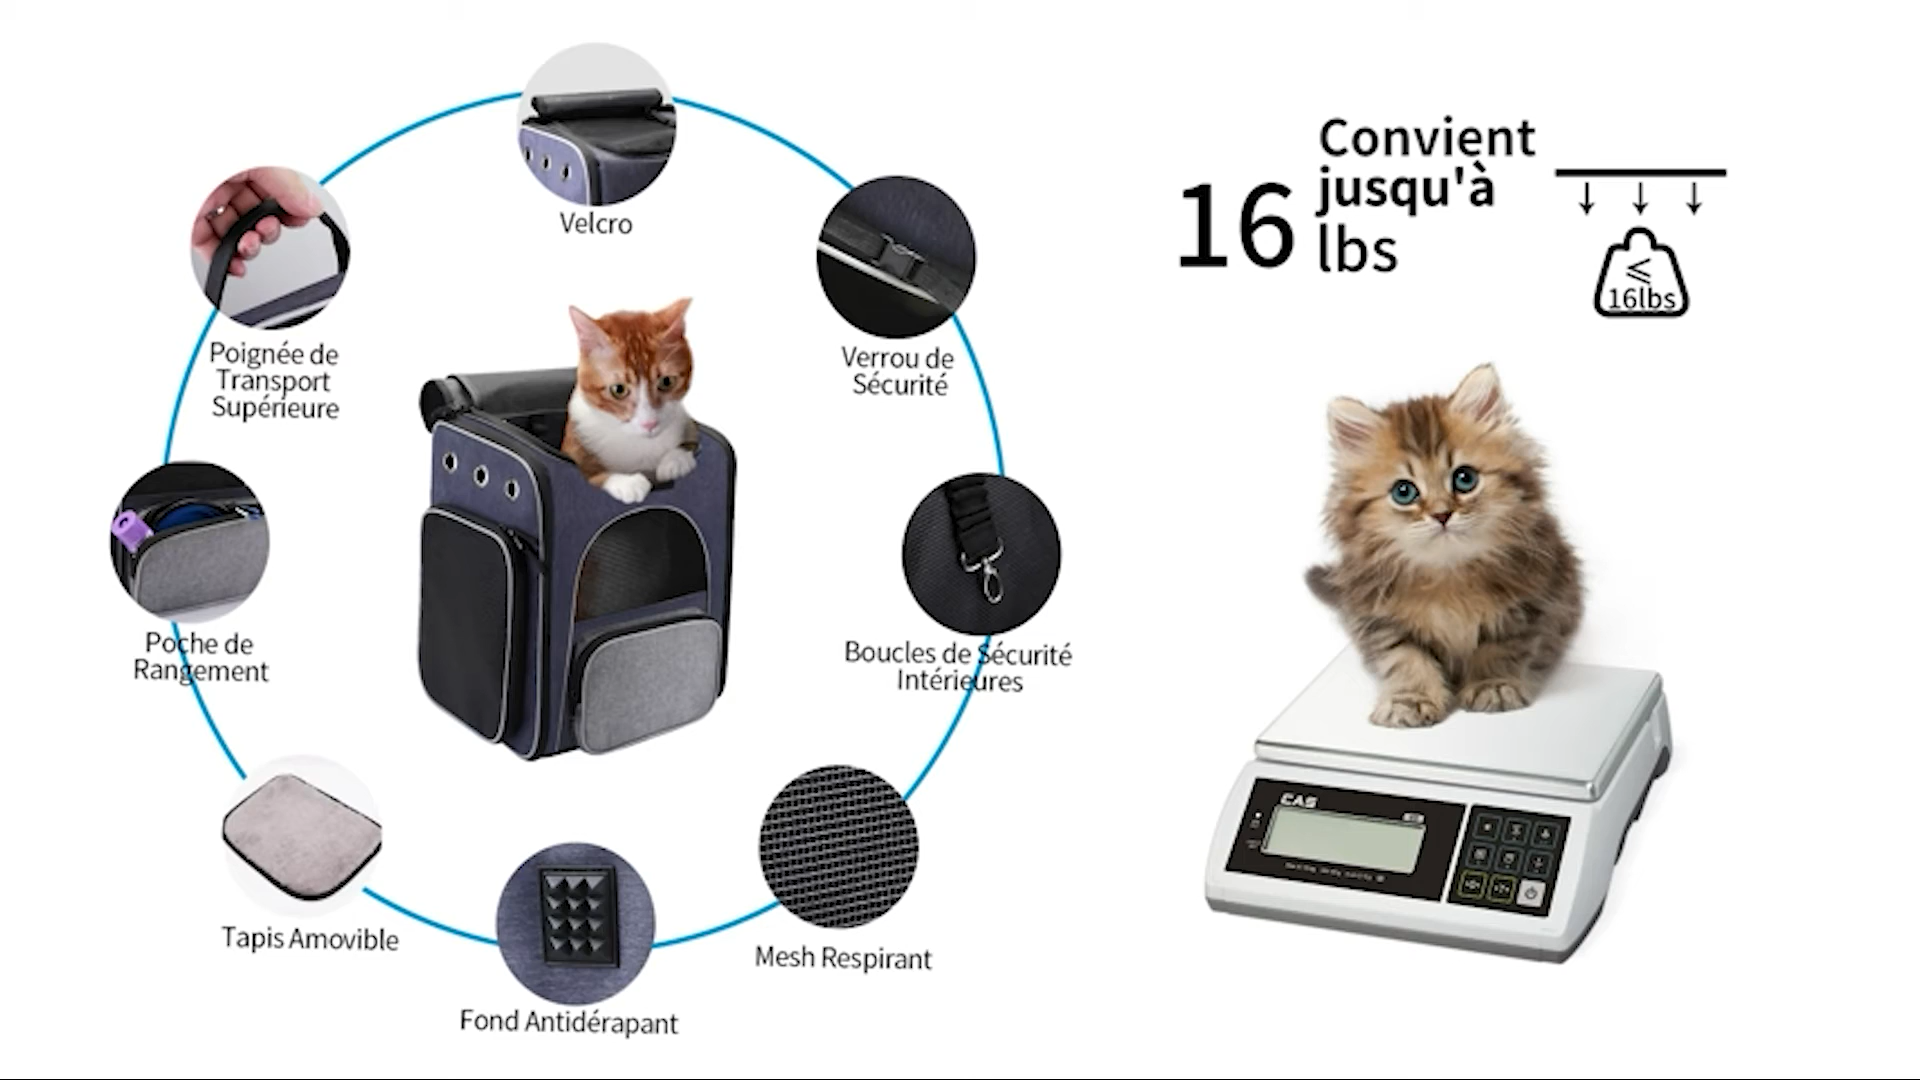 Velcro
Poignée de
Transport
Supérieure
Verrou de
Sécurité
Poche de
Rangement
Boucles de Sécurité
Intérieures
Tapis Amovible
Mesh Respirant
Fond Antidérapant
Convient
jusqu'à
16 lbs
≤
16lbs
CAS